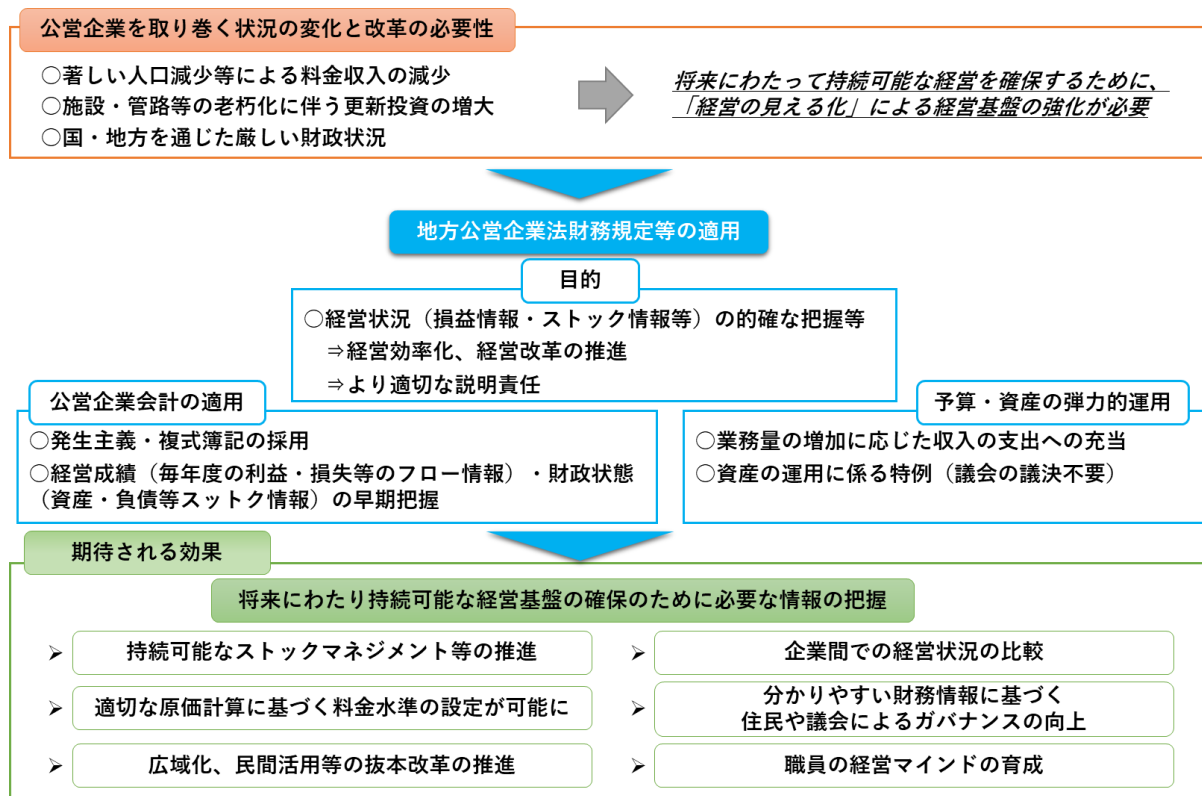 公営企業を取り巻く状況の変化と改革の必要性
○著しい人口減少等による料金収入の減少
○施設・管路等の老朽化に伴う更新投資の増大
○国・地方を通じた厳しい財政状況
将来にわたって持続可能な経営を確保するために、
「経営の見える化」による経営基盤の強化が必要
地方公営企業法財務規定等の適用
目的
○経営状況（損益情報・ストック情報等）の的確な把握等
⇒経営効率化、経営改革の推進
⇒より適切な説明責任
公営企業会計の適用
○発生主義・複式簿記の採用
○経営成績（毎年度の利益・損失等のフロー情報）・財政状態
（資産・負債等スットク情報）の早期把握
予算・資産の弾力的運用
○業務量の増加に応じた収入の支出への充当
○資産の運用に係る特例（議会の議決不要）
期待される効果
将来にわたり持続可能な経営基盤の確保のために必要な情報の把握
➢ 持続可能なストックマネジメント等の推進
➢ 適切な原価計算に基づく料金水準の設定が可能に
➢ 広域化、民間活用等の抜本改革の推進
➢ 企業間での経営状況の比較
➢ 分かりやすい財務情報に基づく
住民や議会によるガバナンスの向上
➢ 職員の経営マインドの育成